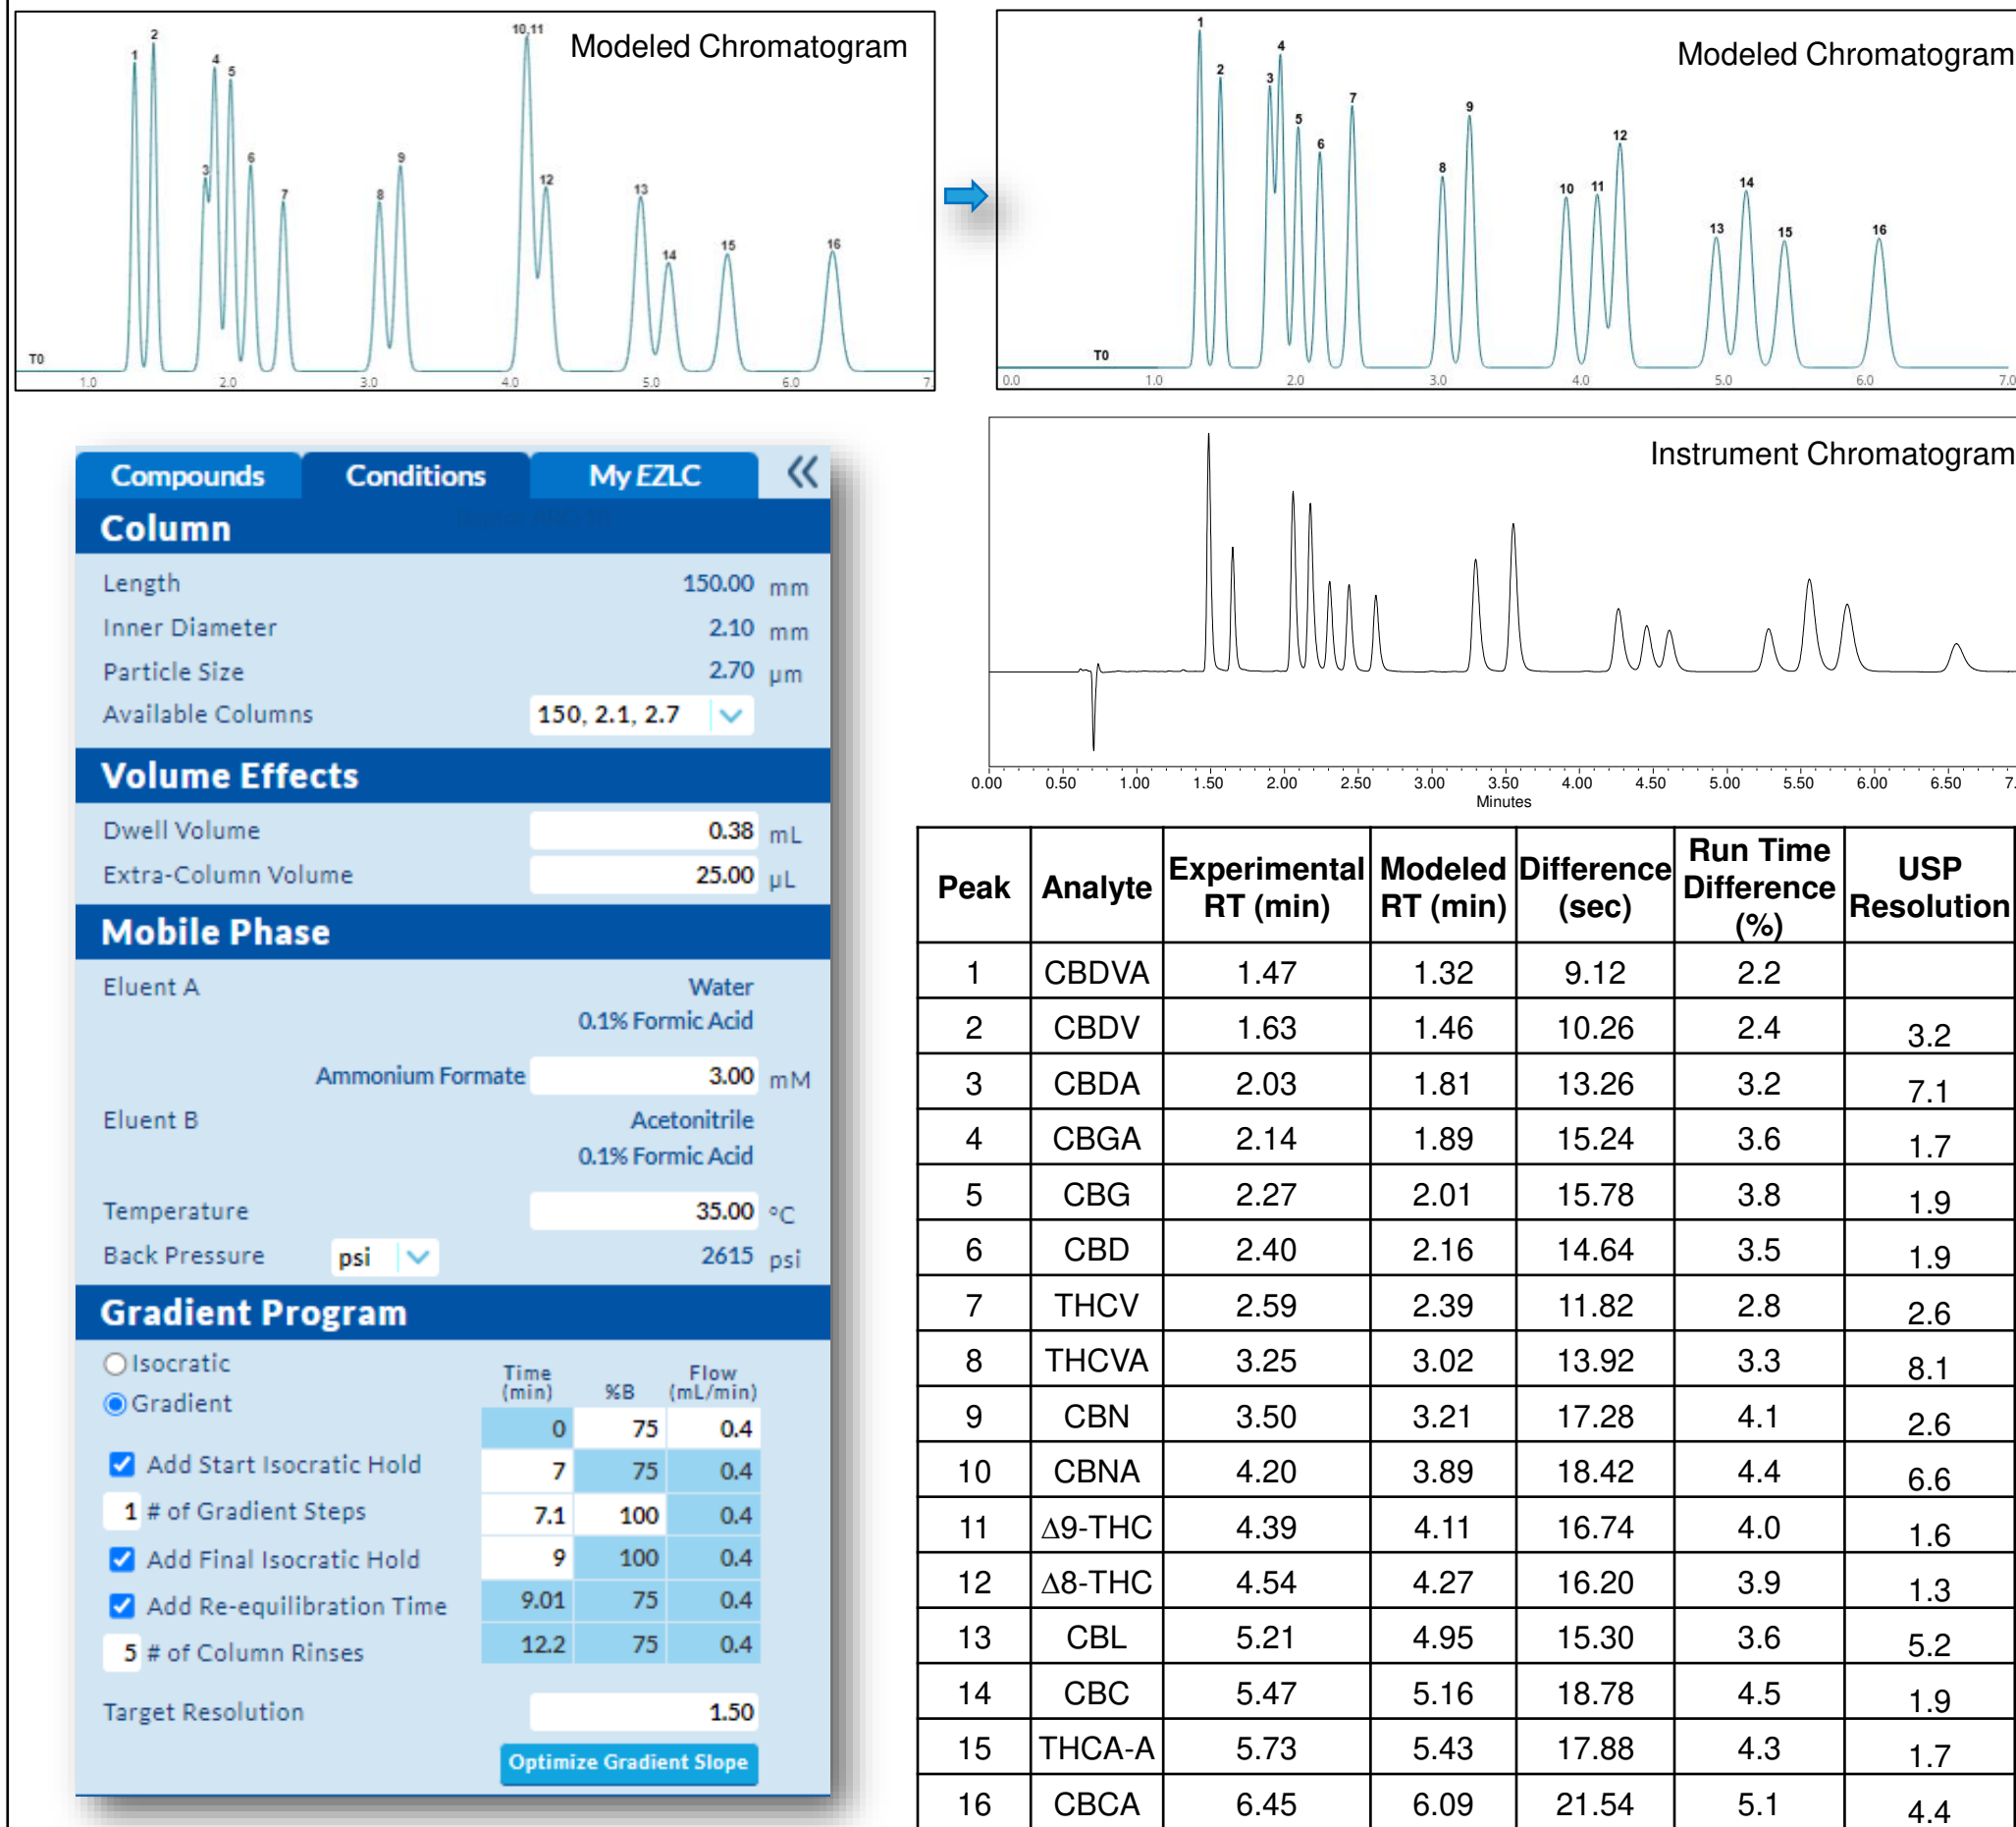 Modeled Chromatogram
1
2
3
4
5
6
7
8
9
10,11
12
13
14
15
16
T0
1.0 2.0 3.0 4.0 5.0 6.0 7.
Modeled Chromatogram
1
2
3
4
5
6
7
8
9
10
11
12
13
14
15
16
T0
0.0 1.0 2.0 3.0 4.0 5.0 6.0 7.0
Instrument Chromatogram
0.00 0.50 1.00 1.50 2.00 2.50 3.00 3.50 4.00 4.50 5.00 5.50 6.00 6.50 7.
Minutes
Compounds Conditions My EZLC «
Column
Length 150.00 mm
Inner Diameter 2.10 mm
Particle Size 2.70 µm
Available Columns 150, 2.1, 2.7
Volume Effects
Dwell Volume 0.38 mL
Extra-Column Volume 25.00 µL
Mobile Phase
Eluent A Water
0.1% Formic Acid
Ammonium Formate 3.00 mM
Eluent B Acetonitrile
0.1% Formic Acid
Temperature 35.00 °C
Back Pressure psi 2615 psi
Gradient Program
Isocratic
Gradient
Time (min) %B Flow (mL/min)
0 75 0.4
Add Start Isocratic Hold 7 75 0.4
1 # of Gradient Steps 7.1 100 0.4
Add Final Isocratic Hold 9 100 0.4
Add Re-equilibration Time 9.01 75 0.4
5 # of Column Rinses 12.2 75 0.4
Target Resolution 1.50
Optimize Gradient Slope
Peak Analyte Experimental RT (min) Modeled RT (min) Difference (sec) Run Time Difference (%) USP Resolution
1 CBDVA 1.47 1.32 9.12 2.2
2 CBDV 1.63 1.46 10.26 2.4 3.2
3 CBDA 2.03 1.81 13.26 3.2 7.1
4 CBGA 2.14 1.89 15.24 3.6 1.7
5 CBG 2.27 2.01 15.78 3.8 1.9
6 CBD 2.40 2.16 14.64 3.5 1.9
7 THCV 2.59 2.39 11.82 2.8 2.6
8 THCVA 3.25 3.02 13.92 3.3 8.1
9 CBN 3.50 3.21 17.28 4.1 2.6
10 CBNA 4.20 3.89 18.42 4.4 6.6
11 Δ9-THC 4.39 4.11 16.74 4.0 1.6
12 Δ8-THC 4.54 4.27 16.20 3.9 1.3
13 CBL 5.21 4.95 15.30 3.6 5.2
14 CBC 5.47 5.16 18.78 4.5 1.9
15 THCA-A 5.73 5.43 17.88 4.3 1.7
16 CBCA 6.45 6.09 21.54 5.1 4.4